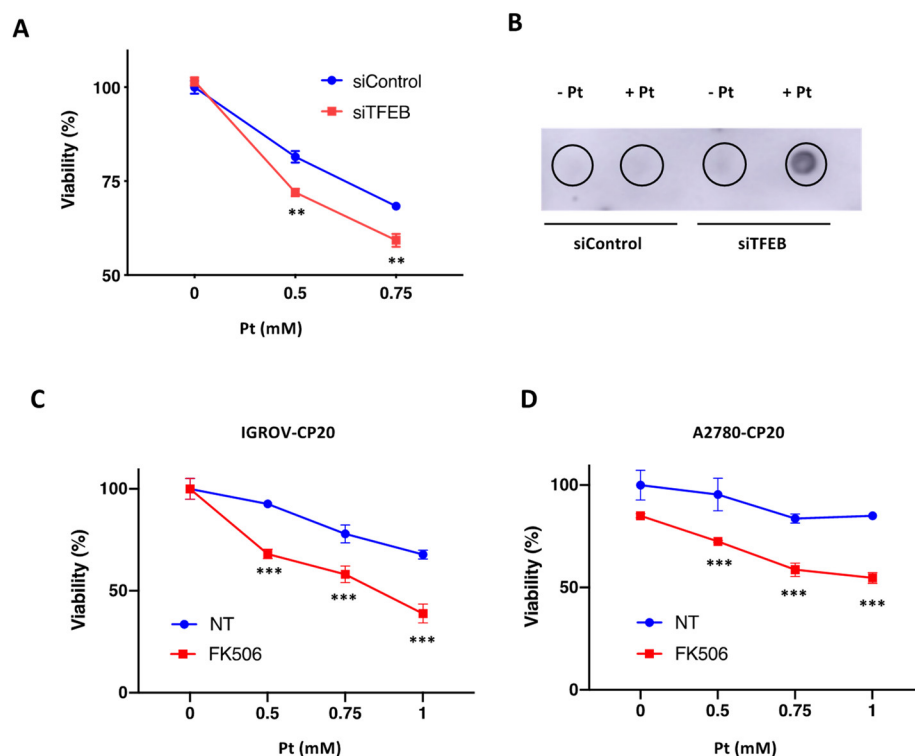 A
100
75
50
Viability (%)
siControl
siTFEB
**
**
0 0.5 0.75
Pt (mM)
B
- Pt + Pt - Pt + Pt
siControl siTFEB
C
IGROV-CP20
100
50
0
Viability (%)
***
***
***
NT
FK506
0 0.5 0.75 1
Pt (mM)
D
A2780-CP20
100
50
0
Viability (%)
***
***
***
NT
FK506
0 0.5 0.75 1
Pt (mM)